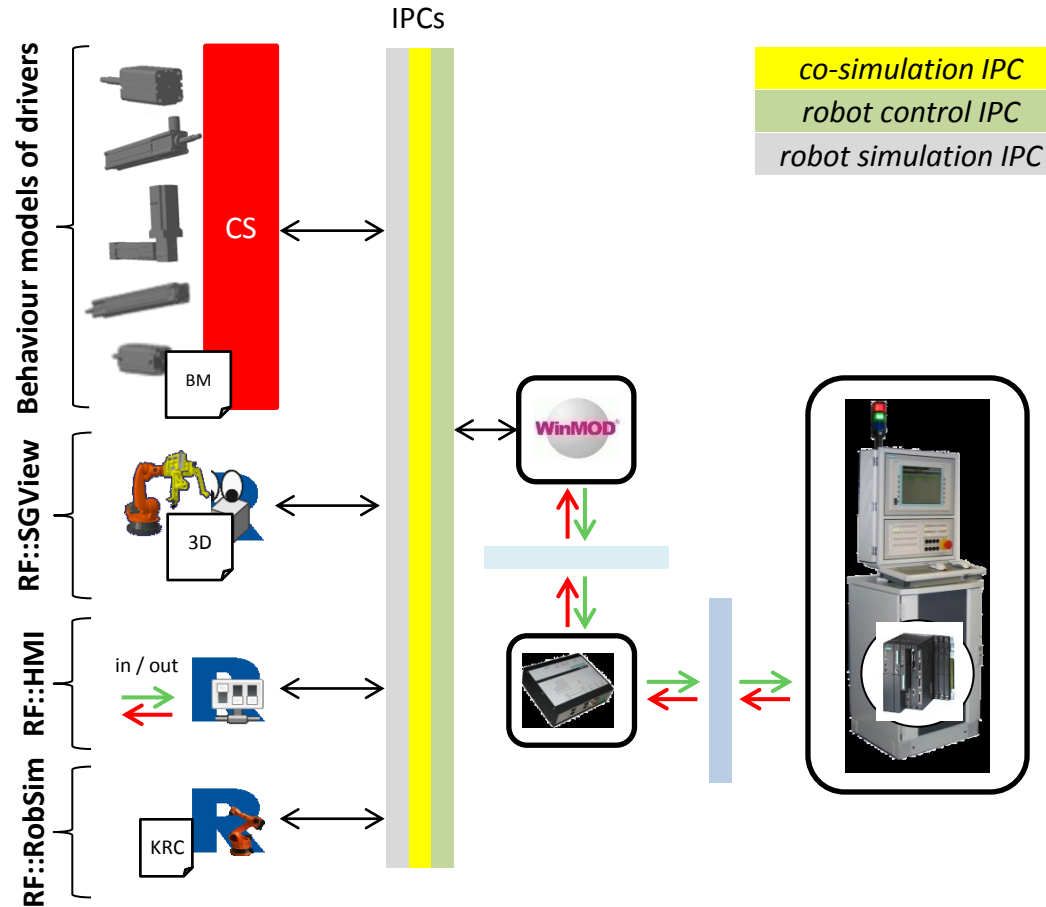 IPCs
co-simulation IPC
robot control IPC
robot simulation IPC
Behaviour models of drivers
CS
BM
WinMOD®
RF::SGView
R
3D
RF::HMI
in / out
R
RF::RobSim
R
KRC